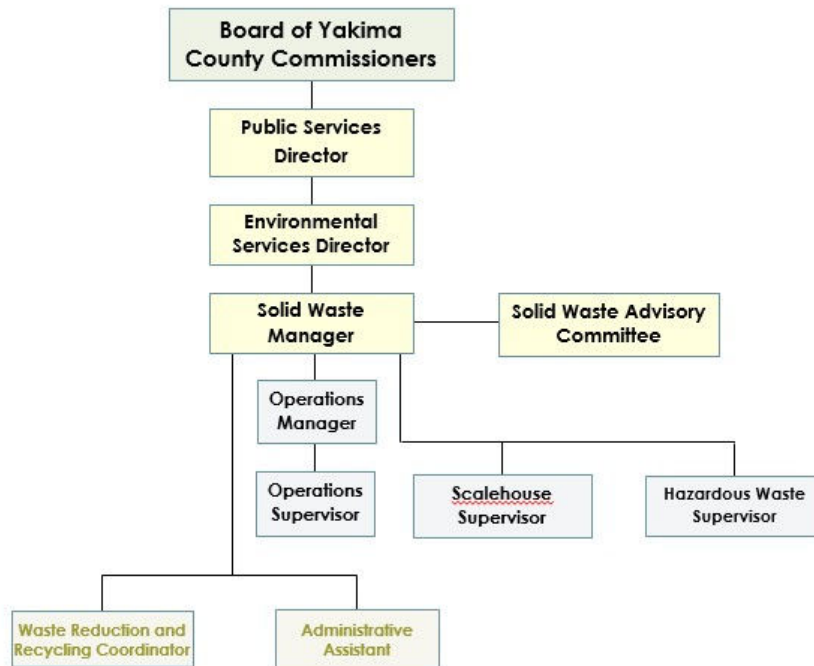 Board of Yakima
County Commissioners
Public Services
Director
Environmental
Services Director
Solid Waste
Manager
Solid Waste Advisory
Committee
Operations
Manager
Operations
Supervisor
Scalehouse
Supervisor
Hazardous Waste
Supervisor
Waste Reduction and
Recycling Coordinator
Administrative
Assistant